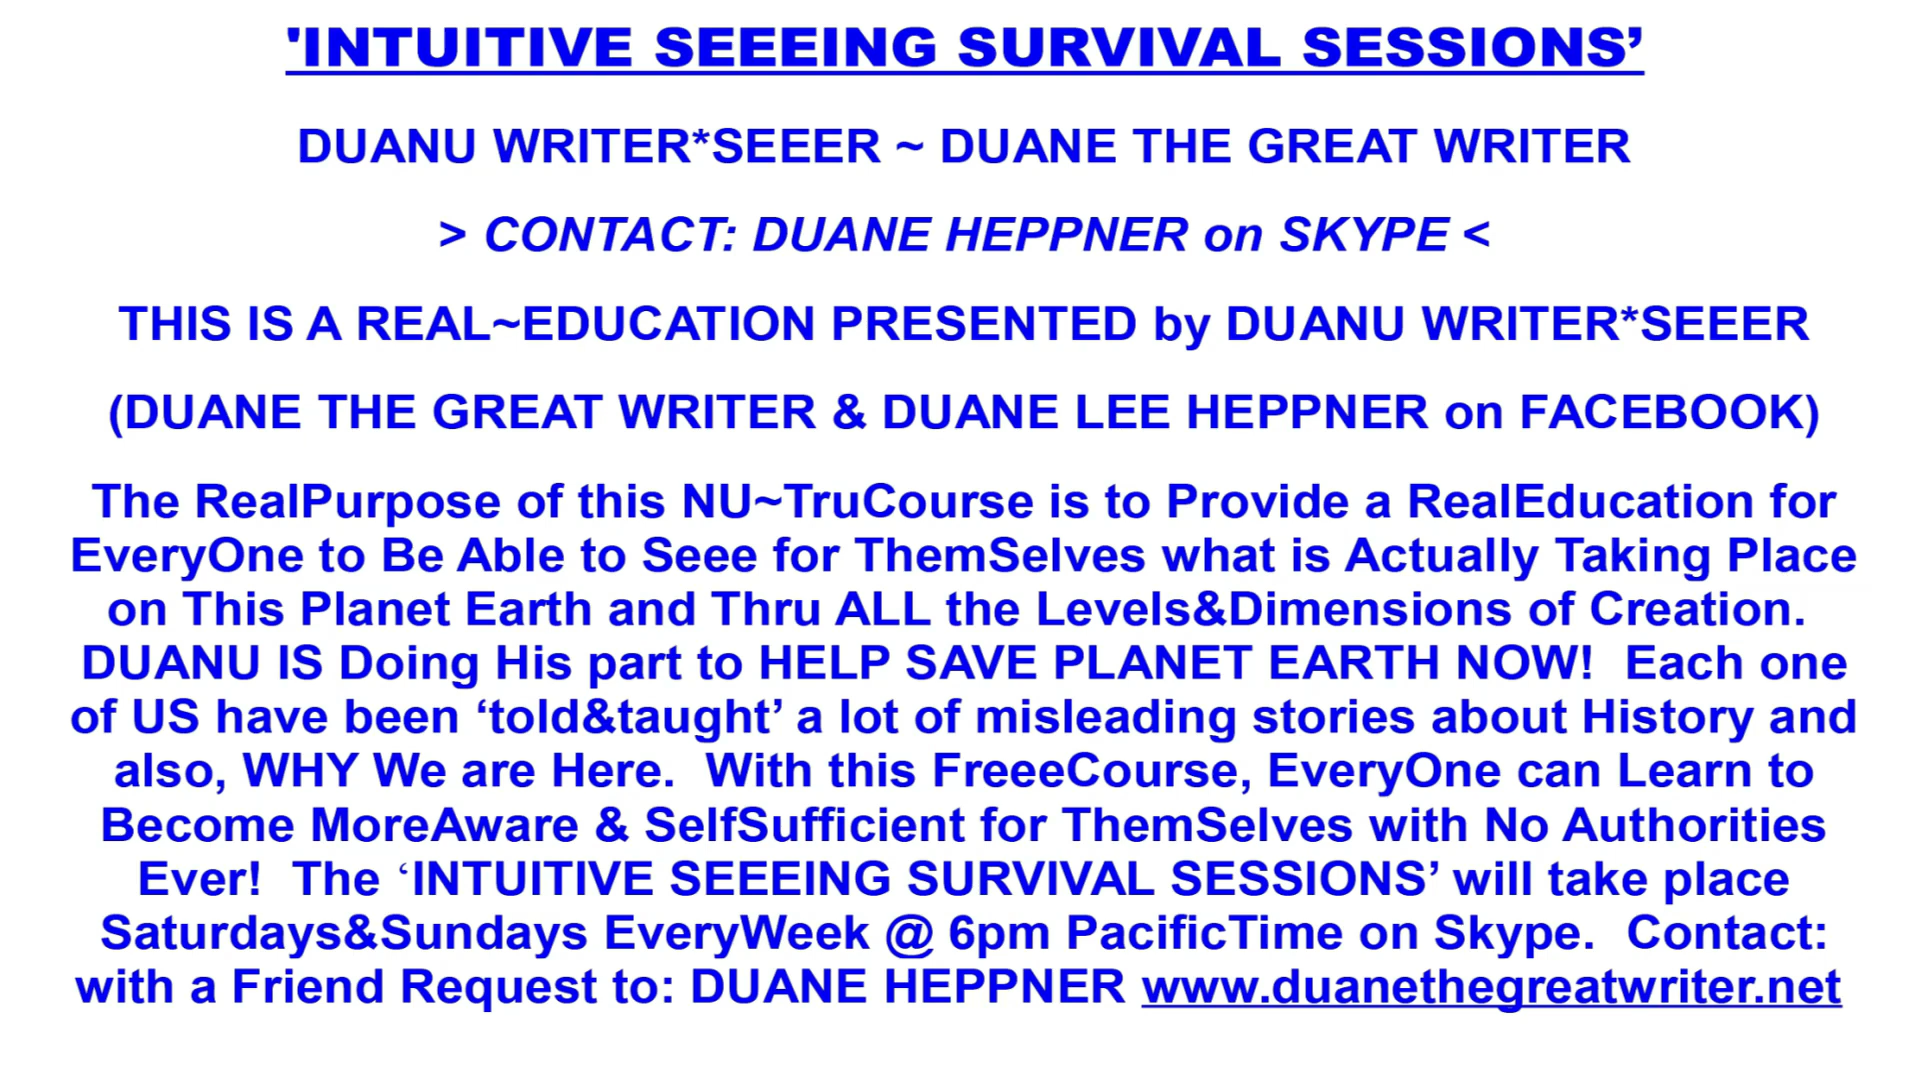 'INTUITIVE SEEEING SURVIVAL SESSIONS’
DUANU WRITER*SEEER ~ DUANE THE GREAT WRITER
> CONTACT: DUANE HEPPNER on SKYPE <
THIS IS A REAL~EDUCATION PRESENTED by DUANU WRITER*SEEER
(DUANE THE GREAT WRITER & DUANE LEE HEPPNER on FACEBOOK)
The RealPurpose of this NU~TruCourse is to Provide a RealEducation for
EveryOne to Be Able to Seee for ThemSelves what is Actually Taking Place
on This Planet Earth and Thru ALL the Levels&Dimensions of Creation.
DUANU IS Doing His part to HELP SAVE PLANET EARTH NOW!  Each one
of US have been ‘told&taught’ a lot of misleading stories about History and
also, WHY We are Here.  With this FreeeCourse, EveryOne can Learn to
Become MoreAware & SelfSufficient for ThemSelves with No Authorities
Ever!  The ‘INTUITIVE SEEEING SURVIVAL SESSIONS’ will take place
Saturdays&Sundays EveryWeek @ 6pm PacificTime on Skype.  Contact:
with a Friend Request to: DUANE HEPPNER www.duanethegreatwriter.net